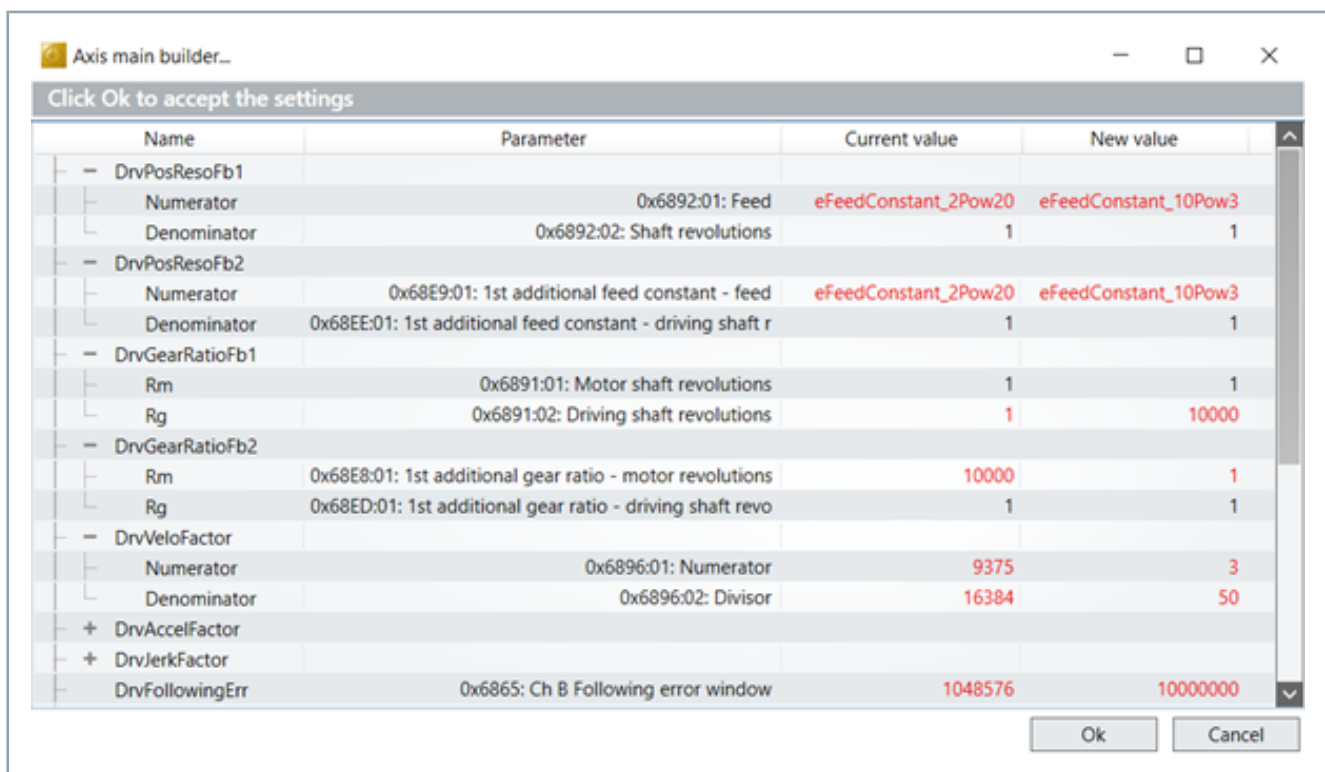 Axis main builder...
Click Ok to accept the settings
Name Parameter Current value New value
DrvPosResoFb1
Numerator 0x6892:01: Feed eFeedConstant_2Pow20 eFeedConstant_10Pow3
Denominator 0x6892:02: Shaft revolutions 1 1
DrvPosResoFb2
Numerator 0x68E9:01: 1st additional feed constant - feed eFeedConstant_2Pow20 eFeedConstant_10Pow3
Denominator 0x68EE:01: 1st additional feed constant - driving shaft r 1 1
DrvGearRatioFb1
Rm 0x6891:01: Motor shaft revolutions 1 1
Rg 0x6891:02: Driving shaft revolutions 1 10000
DrvGearRatioFb2
Rm 0x68E8:01: 1st additional gear ratio - motor revolutions 10000 1
Rg 0x68ED:01: 1st additional gear ratio - driving shaft revo 1 1
DrvVeloFactor
Numerator 0x6896:01: Numerator 9375 3
Denominator 0x6896:02: Divisor 16384 50
DrvAccelFactor
DrvJerkFactor
DrvFollowingErr 0x6865: Ch B Following error window 1048576 10000000
Ok Cancel